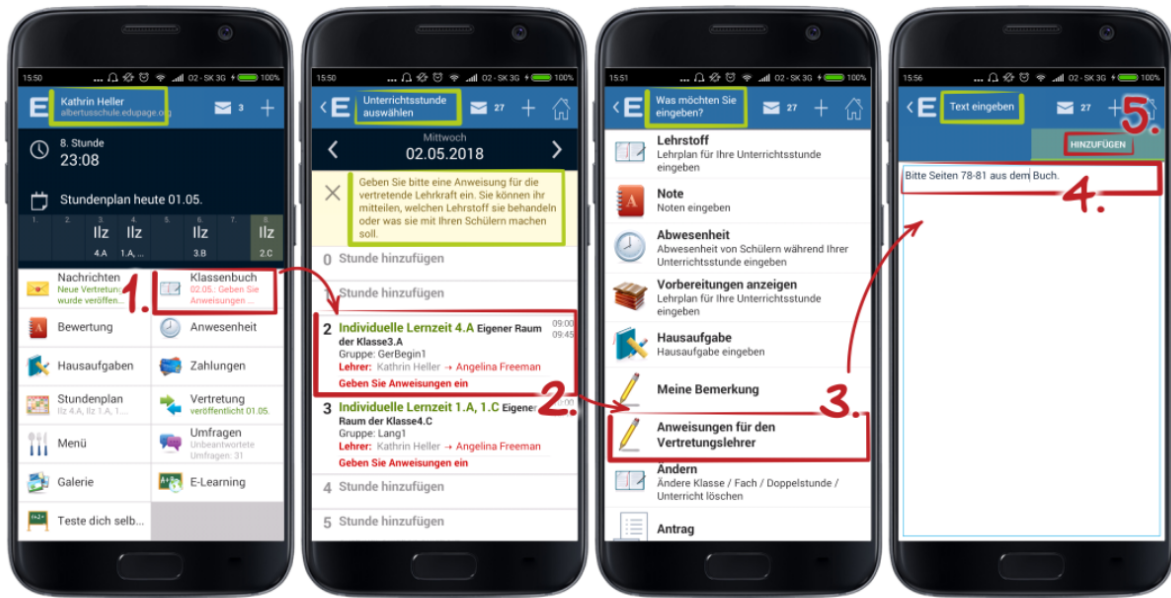 15:50 ... O2 - SK 3G 100%
E Kathrin Heller
albertusschule.edupage.org
3 +
8. Stunde
23:08
Stundenplan heute 01.05.
1. 2. 3. 4. 5. 6. 7. 8.
Ilz Ilz Ilz Ilz
4.A 1.A, ... 3.B 2.C
Nachrichten
Neue Vertretun
wurde veröffen...
1.
Klassenbuch
02.05.: Geben Sie
Anweisungen ...
Bewertung
Anwesenheit
Hausaufgaben
Zahlungen
Stundenplan
Ilz 4.A, Ilz 1.A, 1....
Vertretung
veröffentlicht 01.05.
Menü
Umfragen
Unbeantwortete
Umfragen: 31
Galerie
E-Learning
Teste dich selb...
15:50 ... O2 - SK 3G 100%
E Unterrichtsstunde
auswählen
27 +
Mittwoch
02.05.2018
Geben Sie bitte eine Anweisung für die
vertretende Lehrkraft ein. Sie können ihr
mitteilen, welchen Lehrstoff sie behandeln
oder was sie mit Ihren Schülern machen
soll.
0 Stunde hinzufügen
1 Stunde hinzufügen
2 Individuelle Lernzeit 4.A Eigener Raum 09:00
der Klasse3.A 09:45
Gruppe: GerBegin1
Lehrer: Kathrin Heller → Angelina Freeman
Geben Sie Anweisungen ein
2.
3 Individuelle Lernzeit 1.A, 1.C Eigener
Raum der Klasse4.C
Gruppe: Lang1
Lehrer: Kathrin Heller → Angelina Freeman
Geben Sie Anweisungen ein
4 Stunde hinzufügen
5 Stunde hinzufügen
15:51 ... O2 - SK 3G 100%
E Was möchten Sie
eingeben?
27 +
Lehrstoff
Lehrplan für Ihre Unterrichtsstunde
eingeben
Note
Noten eingeben
Abwesenheit
Abwesenheit von Schülern während Ihrer
Unterrichtsstunde eingeben
Vorbereitungen anzeigen
Lehrplan für Ihre Unterrichtsstunde
eingeben
Hausaufgabe
Hausaufgabe eingeben
Meine Bemerkung
3.
Anweisungen für den
Vertretungslehrer
Ändern
Ändere Klasse / Fach / Doppelstunde /
Unterricht löschen
Antrag
15:56 ... O2 - SK 3G 100%
E Text eingeben
27 +
5.
HINZUFÜGEN
Bitte Seiten 78-81 aus dem Buch.
4.